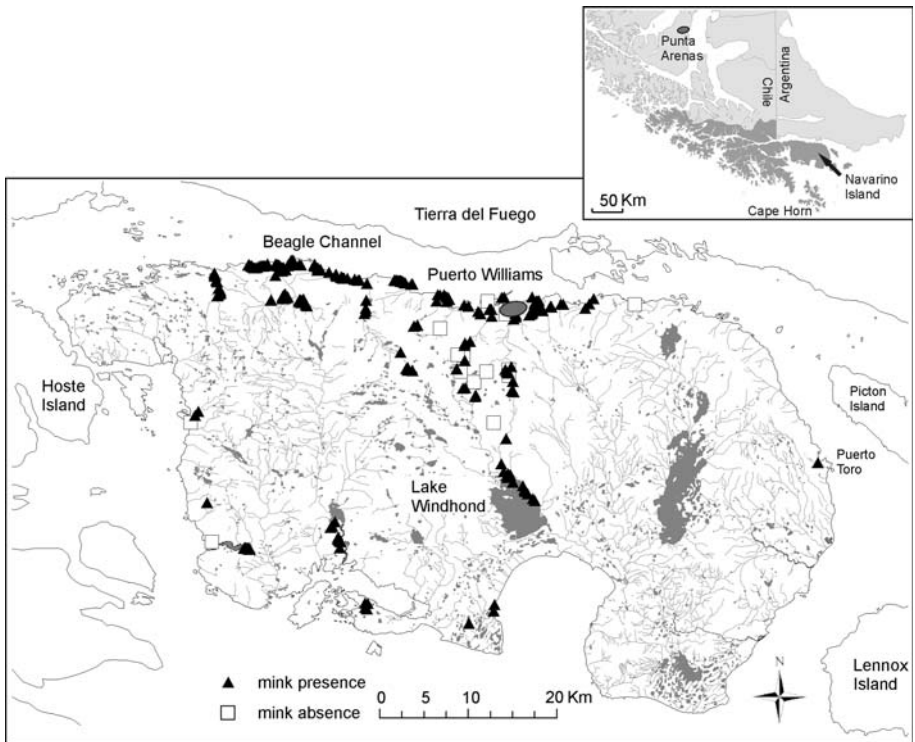 Punta
Arenas
Chile
Argentina
Navarino
Island
50 Km
Cape Horn
Tierra del Fuego
Beagle Channel
Puerto Williams
Hoste
Island
Picton
Island
Puerto
Toro
Lake
Windhond
N
Lennox
Island
mink presence
mink absence
0 5 10 20 Km